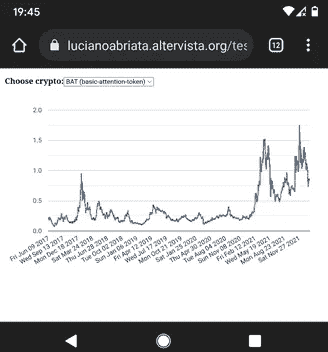 19:45
lucianoabriata.altervista.org/tes
12
Choose crypto: BAT (basic-attention-token)
2.0
1.5
1.0
0.5
0.0
Fri Jun 09 2017
Wed Sep 13 2017
Mon Dec 18 2017
Sat Mar 24 2018
Thu Jun 28 2018
Tue Oct 02 2018
Sun Jan 06 2019
Fri Apr 12 2019
Wed Jul 17 2019
Mon Oct 21 2019
Sat Jan 25 2020
Thu Apr 30 2020
Tue Aug 04 2020
Sun Nov 08 2020
Fri Feb 12 2021
Wed May 19 2021
Mon Aug 23 2021
Sat Nov 27 2021